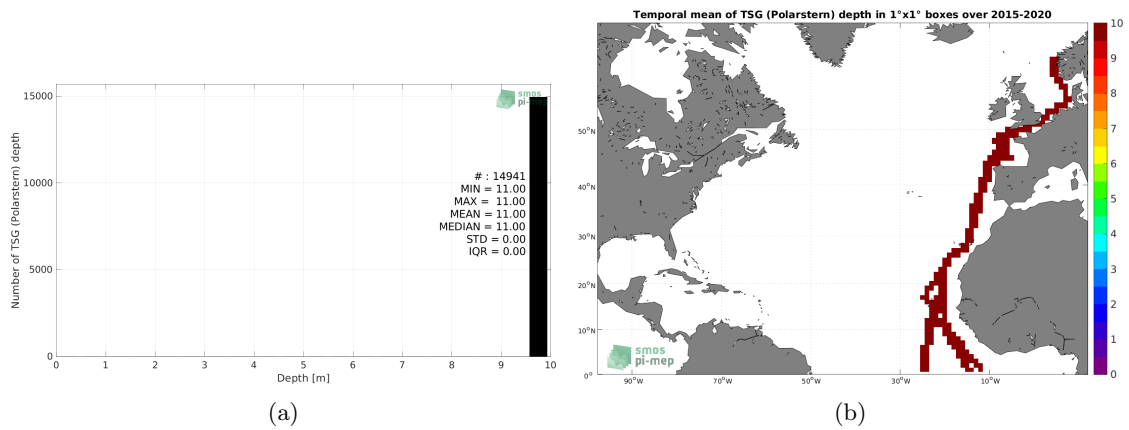 Temporal mean of TSG (Polarstern) depth in 1°x1° boxes over 2015-2020
smos
pi-mep
Number of TSG (Polarstern) depth
15000
10000
5000
0
# : 14941
MIN = 11.00
MAX = 11.00
MEAN = 11.00
MEDIAN = 11.00
STD = 0.00
IQR = 0.00
0 1 2 3 4 5 6 7 8 9 10
Depth [m]
(a)
50°N
40°N
30°N
20°N
10°N
0°
90°W 70°W 50°W 30°W 10°W
smos
pi-mep
10
9
8
7
6
5
4
3
2
1
0
(b)